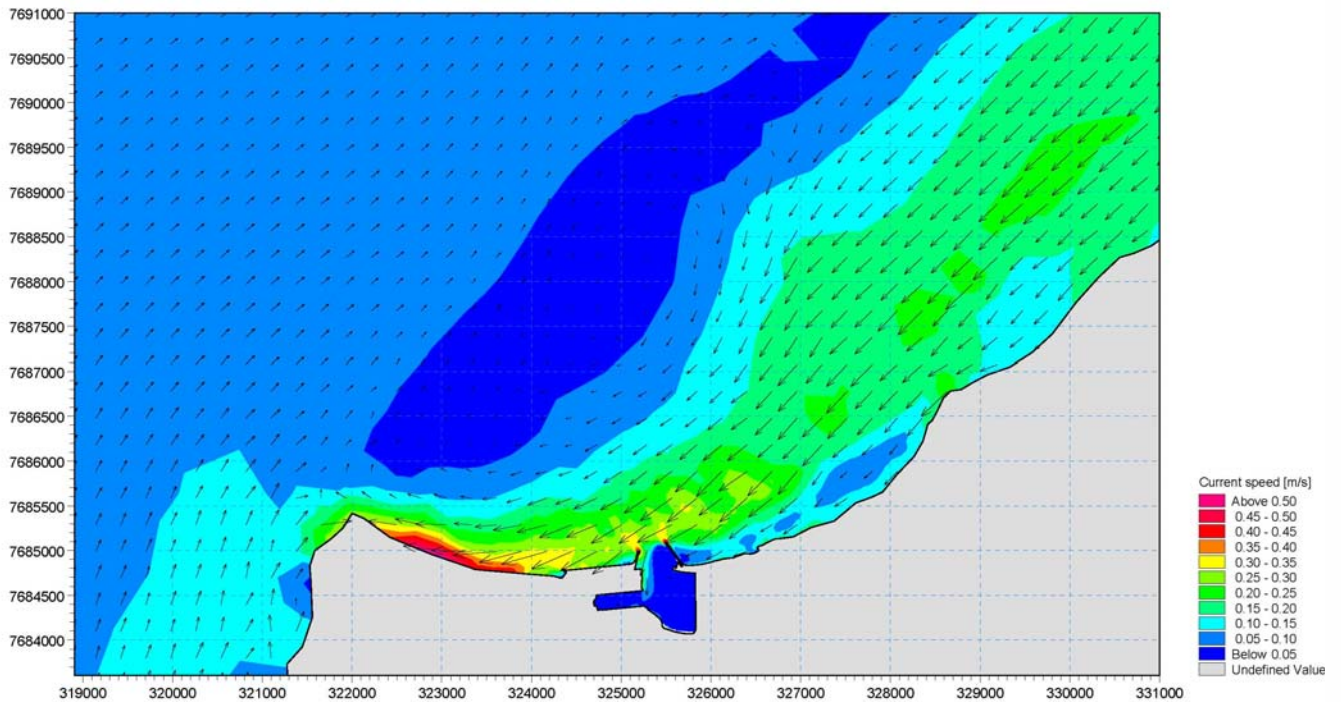 7691000
7690500
7690000
7689500
7689000
7688500
7688000
7687500
7687000
7686500
7686000
7685500
7685000
7684500
7684000
319000 320000 321000 322000 323000 324000 325000 326000 327000 328000 329000 330000 331000
Current speed [m/s]
Above 0.50
0.45 - 0.50
0.40 - 0.45
0.35 - 0.40
0.30 - 0.35
0.25 - 0.30
0.20 - 0.25
0.15 - 0.20
0.10 - 0.15
0.05 - 0.10
Below 0.05
Undefined Value